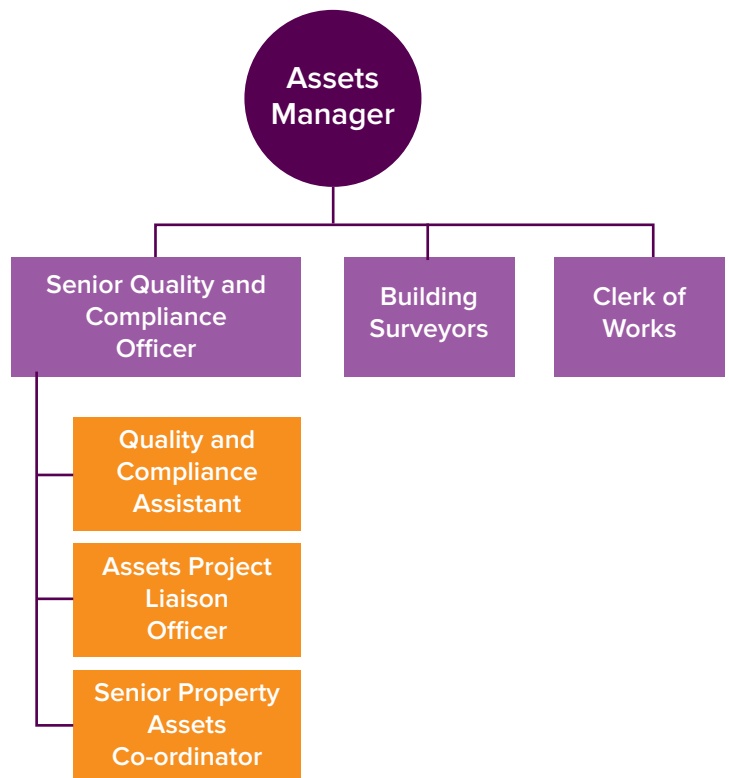 Assets
Manager
Senior Quality and
Compliance
Officer
Building
Surveyors
Clerk of
Works
Quality and
Compliance
Assistant
Assets Project
Liaison
Officer
Senior Property
Assets
Co-ordinator